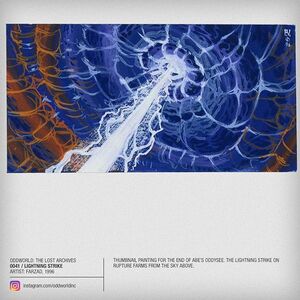 ODDWORLD: THE LOST ARCHIVES
0041 / LIGHTNING STRIKE
ARTIST: FARZAD, 1996
THUMBNAIL PAINTING FOR THE END OF ABE'S ODDYSEE; THE LIGHTNING STRIKE ON
RUPTURE FARMS FROM THE SKY ABOVE.
instagram.com/oddworldinc